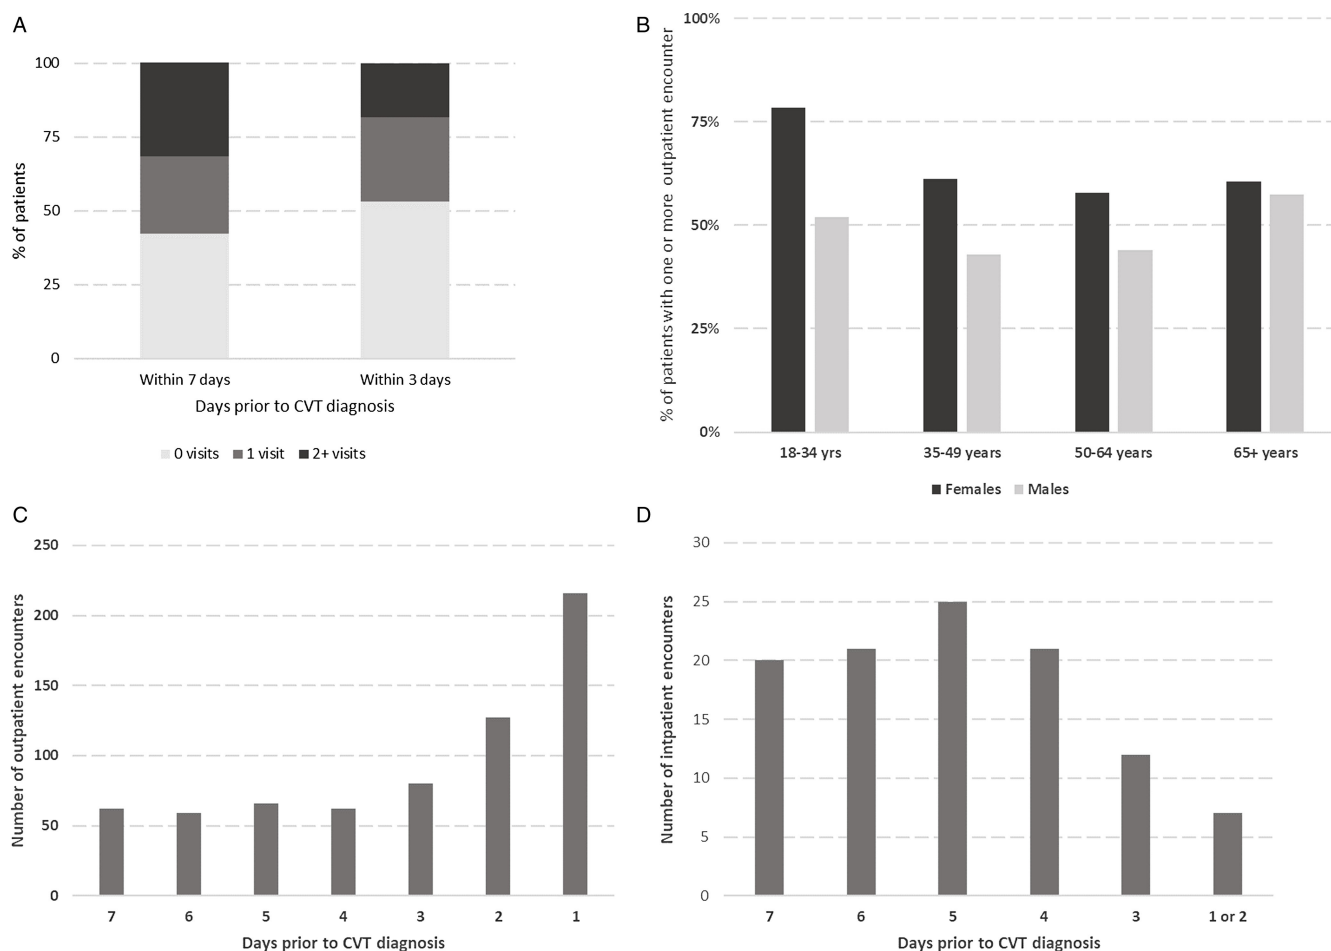 A
100
75
50
25
0
% of patients
Within 7 days
Within 3 days
Days prior to CVT diagnosis
0 visits 1 visit 2+ visits
B
100%
75%
50%
25%
0%
% of patients with one or more outpatient encounter
18-34 yrs
35-49 years
50-64 years
65+ years
Females Males
C
250
200
150
100
50
0
Number of outpatient encounters
7 6 5 4 3 2 1
Days prior to CVT diagnosis
D
30
25
20
15
10
5
0
Number of intpatient encounters
7 6 5 4 3 1 or 2
Days prior to CVT diagnosis